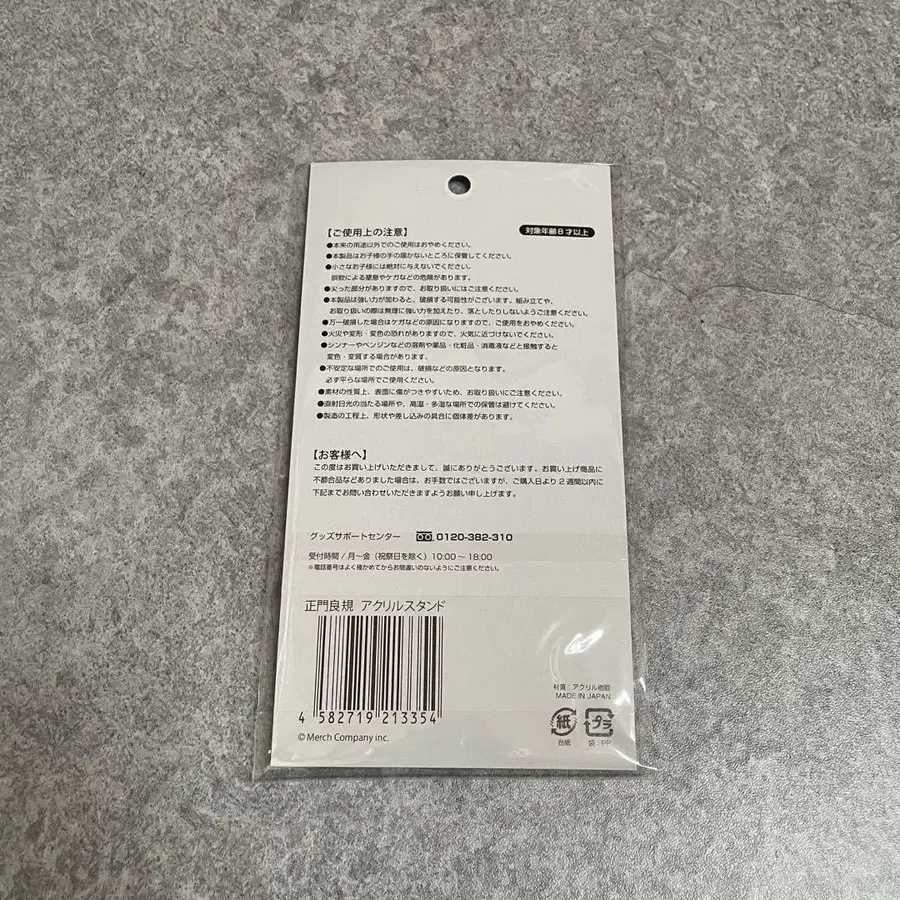 【ご使用上の注意】
対象年齢8才以上
●本来の用途以外でのご使用はおやめください。
●本製品はお子様の手の届かないところに保管してください。
●小さなお子様には絶対に与えないでください。
誤飲による窒息やケガなどの危険があります。
●尖った部分がありますので、お取り扱いにはご注意ください。
●本製品は強い力が加わると、破損する可能性がございます。組み立てや、
お取り扱いの際は無理に強い力を加えたり、落としたりしないようご注意ください。
●万一破損した場合はケガなどの原因になりますので、ご使用をおやめください。
●火災や変形・変色の恐れがありますので、火気に近づけないでください。
●シンナーやベンジンなどの溶剤や薬品・化粧品・消毒液などと接触すると
変色・変質する場合があります。
●不安定な場所でのご使用は、破損などの原因となります。
必ず平らな場所でご使用ください。
●素材の性質上、表面に傷がつきやすいため、お取り扱いにご注意ください。
●直射日光の当たる場所や、高温・多湿な場所での保管は避けてください。
●製造の工程上、形状や差し込みの具合に個体差があります。
【お客様へ】
この度はお買い上げいただきまして、誠にありがとうございます。お買い上げ商品に
不都合品などありました場合は、お手数ではございますが、ご購入日より2週間以内に
下記までお問い合わせいただきますようお願い申し上げます。
グッズサポートセンター 0120-382-310
受付時間/月〜金(祝祭日を除く)10:00〜18:00
※電話番号はよく確かめてからお間違いのないようにご注意ください。
正門良規 アクリルスタンド
4 582719 213354
© Merch Company inc.
材質:アクリル樹脂
MADE IN JAPAN
紙 プラ
台紙 袋:PP